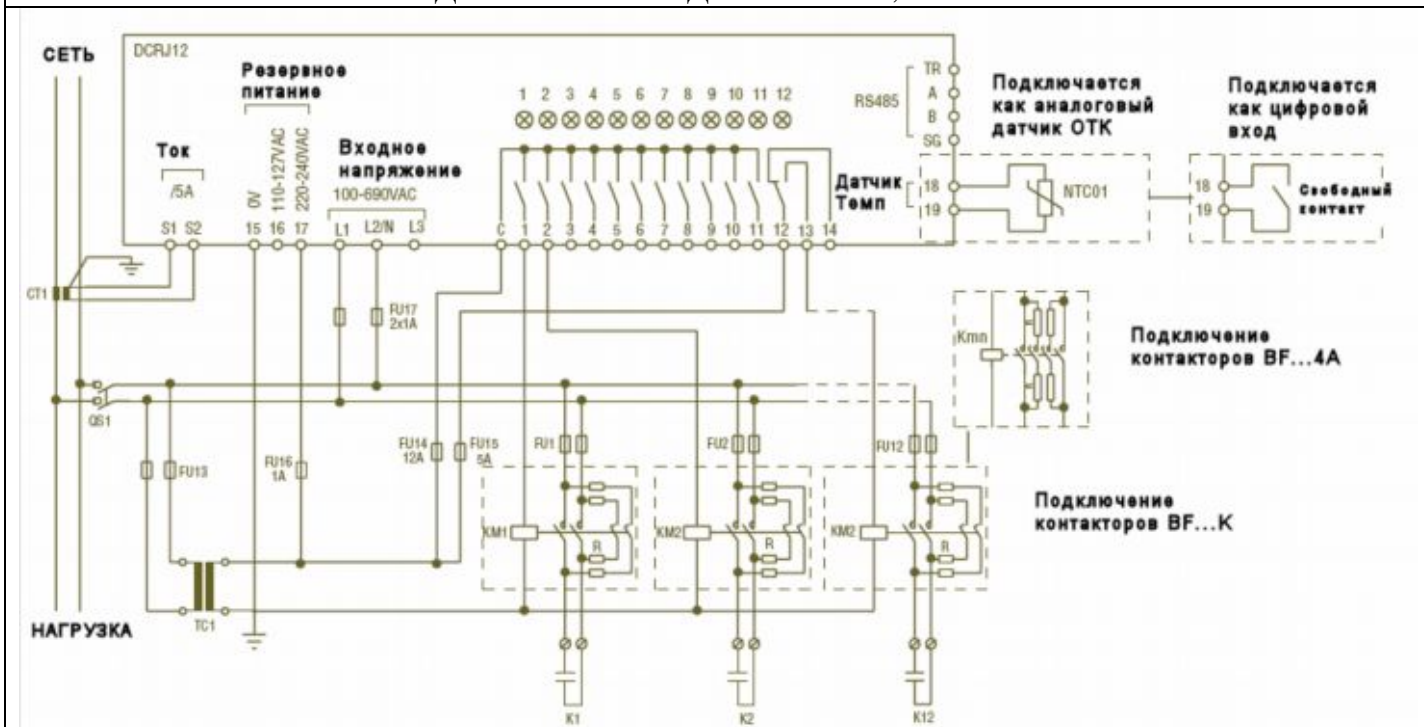 СЕТЬ
DCRJ12
Резервное
питание
Ток
/5A
0V
110-127VAC
220-240VAC
Входное
напряжение
100-690VAC
1 2 3 4 5 6 7 8 9 10 11 12
RS485
TR
A
B
SG
Подключается
как аналоговый
датчик ОТК
Подключается
как цифровой
вход
Датчик
Темп
18
19
NTC01
18
19
Свободный
контакт
S1 S2 15 16 17 L1 L2/N L3 C 1 2 3 4 5 6 7 8 9 10 11 12 13 14
CT1
FU17
2x1A
Kmn
Подключение
контакторов BF...4A
QS1
FU13
FU16
1A
FU14
12A
FU15
5A
FU1
FU2
FU12
Подключение
контакторов BF...K
KM1
R
KM2
R
KM2
R
TC1
НАГРУЗКА
K1
K2
K12